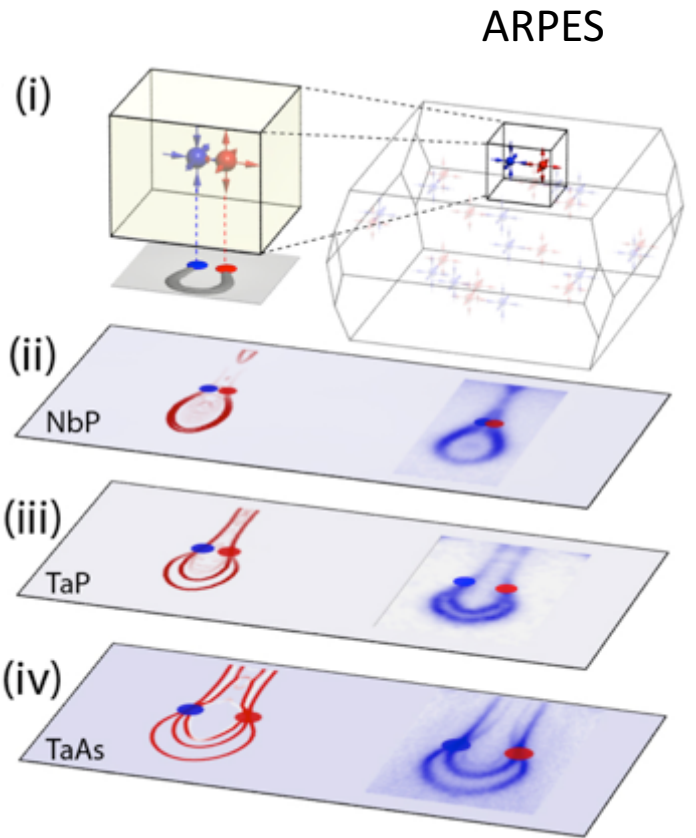 ARPES
(i)
(ii)
NbP
(iii)
TaP
(iv)
TaAs